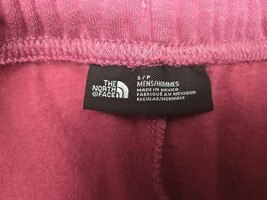 THE
NORTH
FACE
S / P
MENS/HOMMES
MADE IN MEXICO
FABRIQUÉ AU MEXIQUE
REGULAR/NORMALE